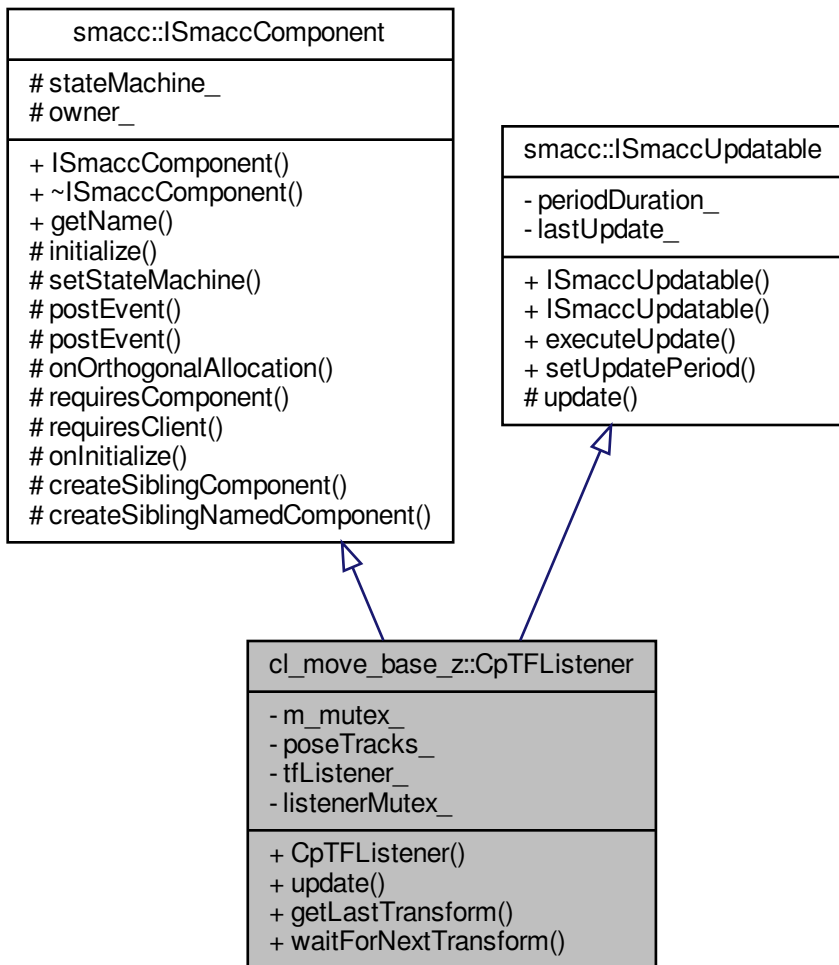 smacc::ISmaccComponent
# stateMachine_
# owner_
+ ISmaccComponent()
+ ~ISmaccComponent()
+ getName()
# initialize()
# setStateMachine()
# postEvent()
# postEvent()
# onOrthogonalAllocation()
# requiresComponent()
# requiresClient()
# onInitialize()
# createSiblingComponent()
# createSiblingNamedComponent()
smacc::ISmaccUpdatable
- periodDuration_
- lastUpdate_
+ ISmaccUpdatable()
+ ISmaccUpdatable()
+ executeUpdate()
+ setUpdatePeriod()
# update()
cl_move_base_z::CpTFListener
- m_mutex_
- poseTracks_
- tfListener_
- listenerMutex_
+ CpTFListener()
+ update()
+ getLastTransform()
+ waitForNextTransform()